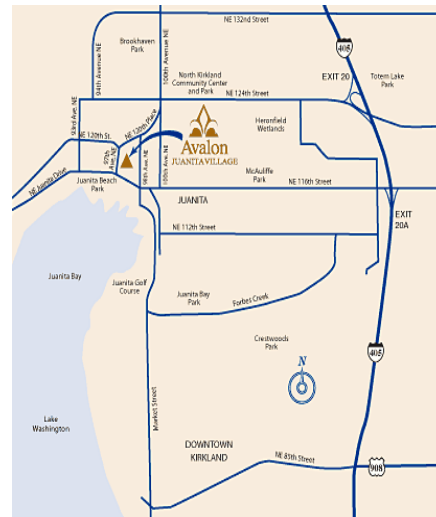 NE 132nd Street
405
Brookhaven
Park
94th Avenue NE
100th Avenue NE
North Kirkland
Community Center
and Park
EXIT 20
Totem Lake
Park
NE 124th Street
93rd Ave. NE
NE 120th Place
Heronfield
Wetlands
NE 120th St.
97th
Ave. NE
Avalon
JUANITA VILLAGE
98th Ave. NE
100th Ave. NE
McAuliffe
Park
NE 116th Street
NE Juanita Drive
Juanita Beach
Park
JUANITA
EXIT
20A
NE 112th Street
Juanita Bay
Juanita Golf
Course
Juanita Bay
Park
Forbes Creek
Crestwoods
Park
N
405
Market Street
Lake
Washington
DOWNTOWN
KIRKLAND
NE 85th Street
908